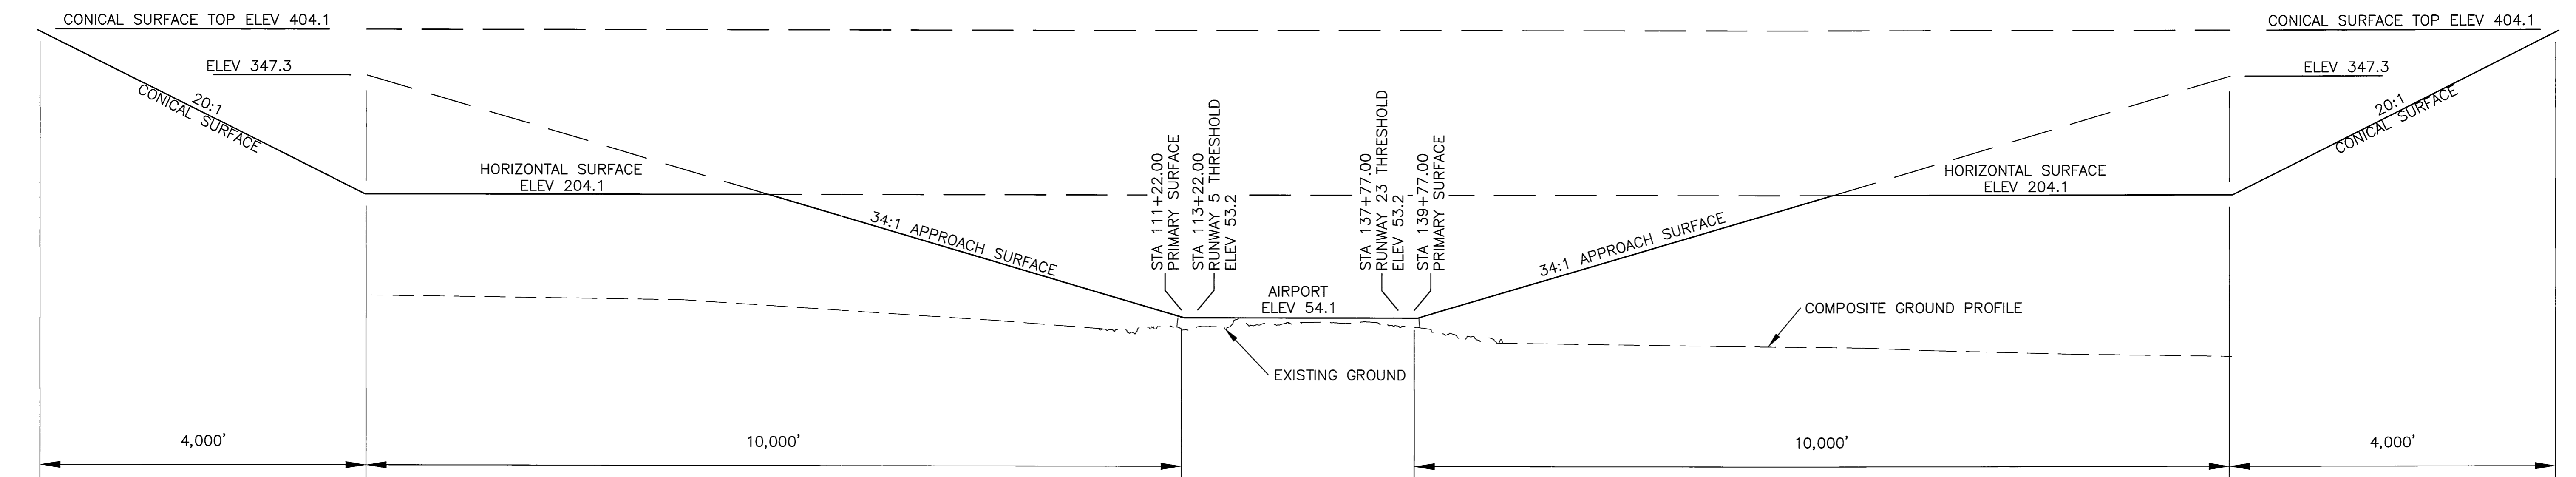 CONICAL SURFACE TOP ELEV 404.1
CONICAL SURFACE TOP ELEV 404.1
ELEV 347.3
ELEV 347.3
20:1
CONICAL SURFACE
20:1
CONICAL SURFACE
HORIZONTAL SURFACE
ELEV 204.1
HORIZONTAL SURFACE
ELEV 204.1
34:1 APPROACH SURFACE
STA 111+22.00
PRIMARY SURFACE
STA 113+22.00
RUNWAY 5 THRESHOLD
ELEV 53.2
STA 137+77.00
RUNWAY 23 THRESHOLD
ELEV 53.2
STA 139+77.00
PRIMARY SURFACE
34:1 APPROACH SURFACE
AIRPORT
ELEV 54.1
COMPOSITE GROUND PROFILE
EXISTING GROUND
4,000'
10,000'
10,000'
4,000'